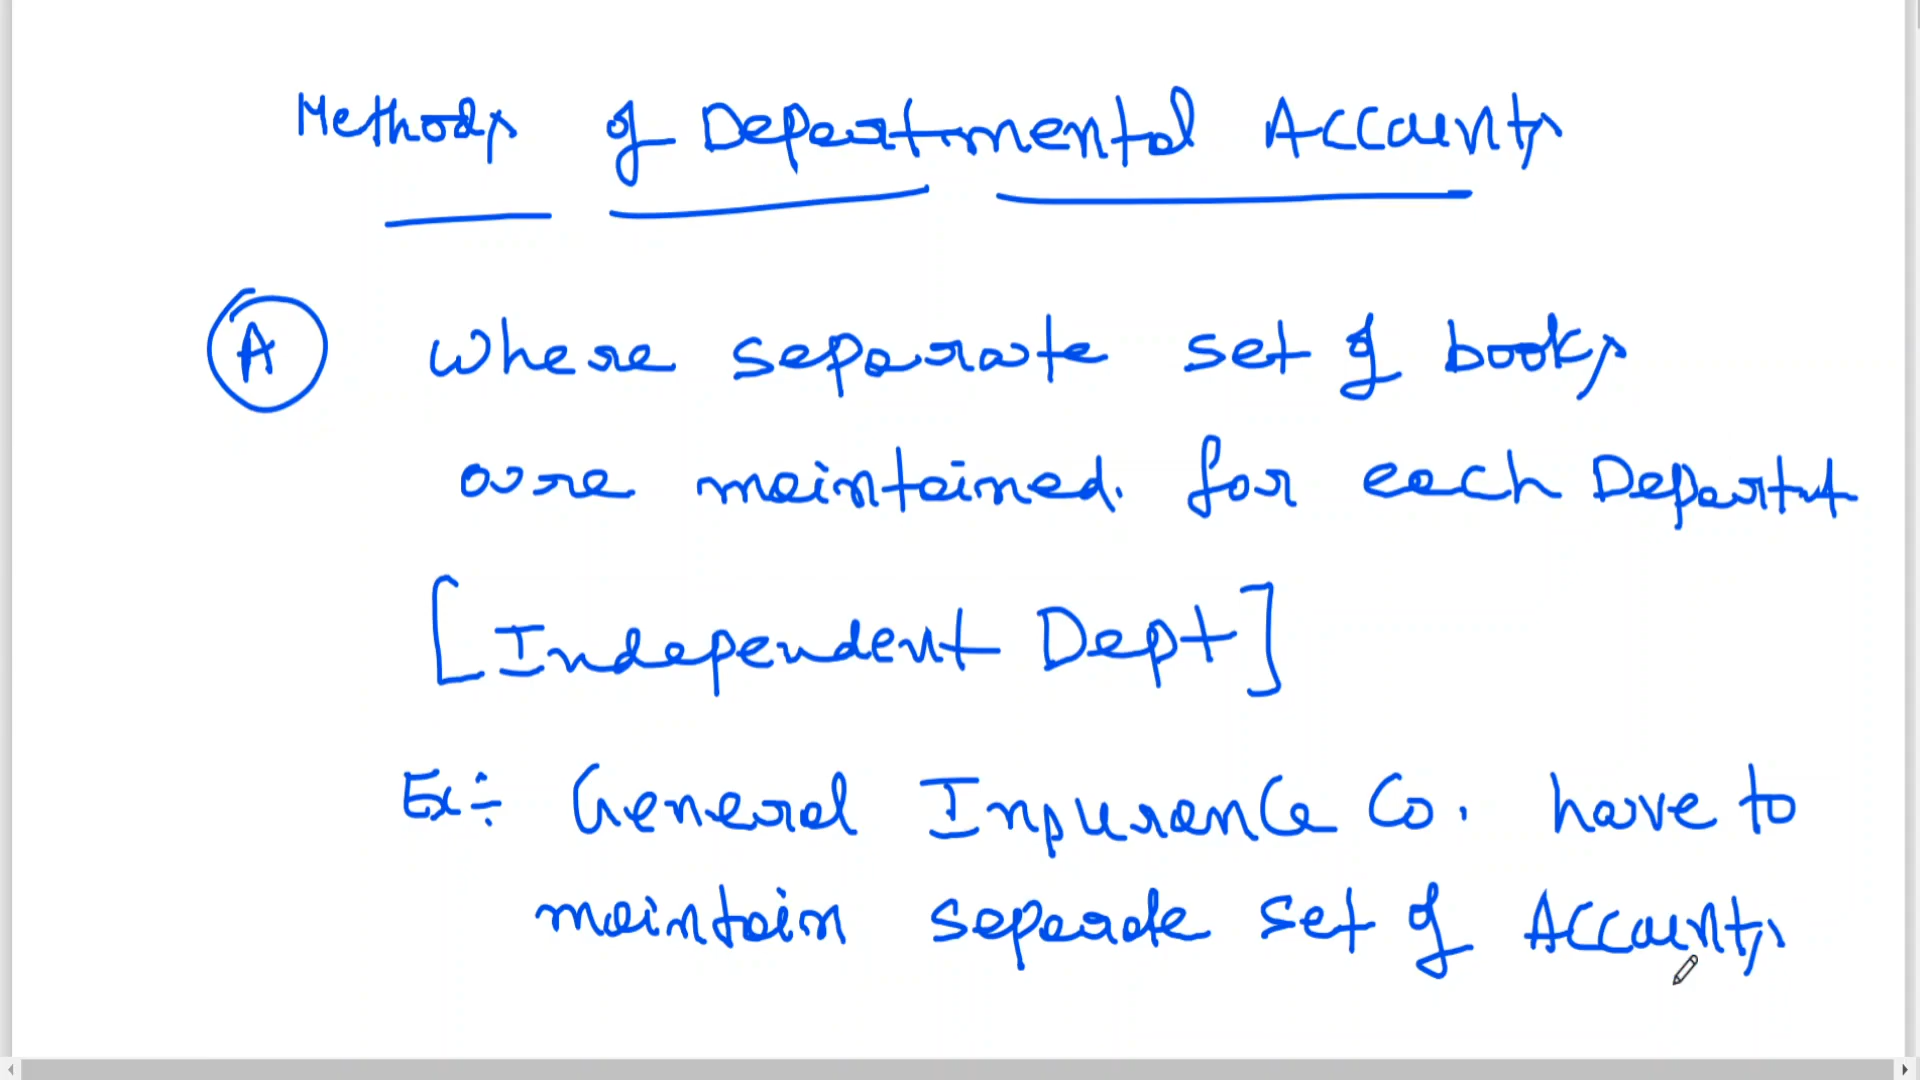 Methods of Departmental Accounts
A Where separate set of books
are maintained. for each Departmt
[Independent Dept]
Ex:- General Insurance Co. have to
maintain separate set of Accounts